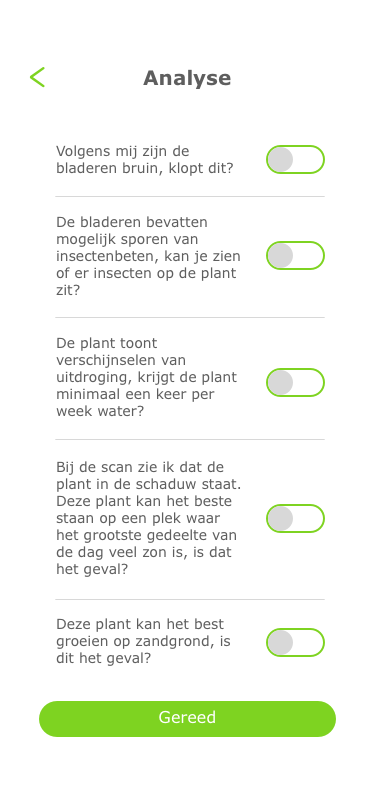 Analyse
Volgens mij zijn de
bladeren bruin, klopt dit?
De bladeren bevatten
mogelijk sporen van
insectenbeten, kan je zien
of er insecten op de plant
zit?
De plant toont
verschijnselen van
uitdroging, krijgt de plant
minimaal een keer per
week water?
Bij de scan zie ik dat de
plant in de schaduw staat.
Deze plant kan het beste
staan op een plek waar
het grootste gedeelte van
de dag veel zon is, is dat
het geval?
Deze plant kan het best
groeien op zandgrond, is
dit het geval?
Gereed